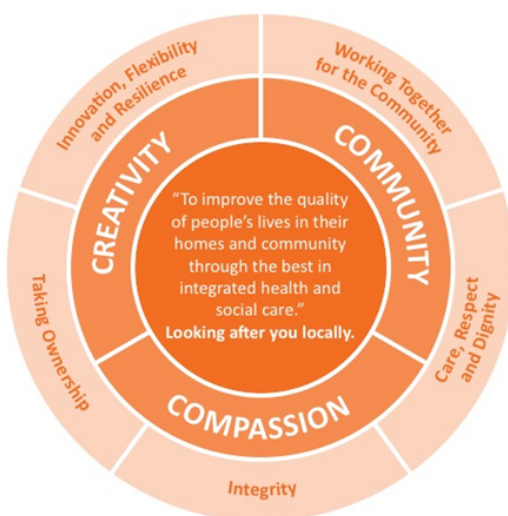 Innovation, Flexibility
and Resilience
Working Together
for the Community
CREATIVITY
COMMUNITY
“To improve the quality
of people’s lives in their
homes and community
through the best in
integrated health and
social care.”
Looking after you locally.
Taking Ownership
Care, Respect
and Dignity
COMPASSION
Integrity